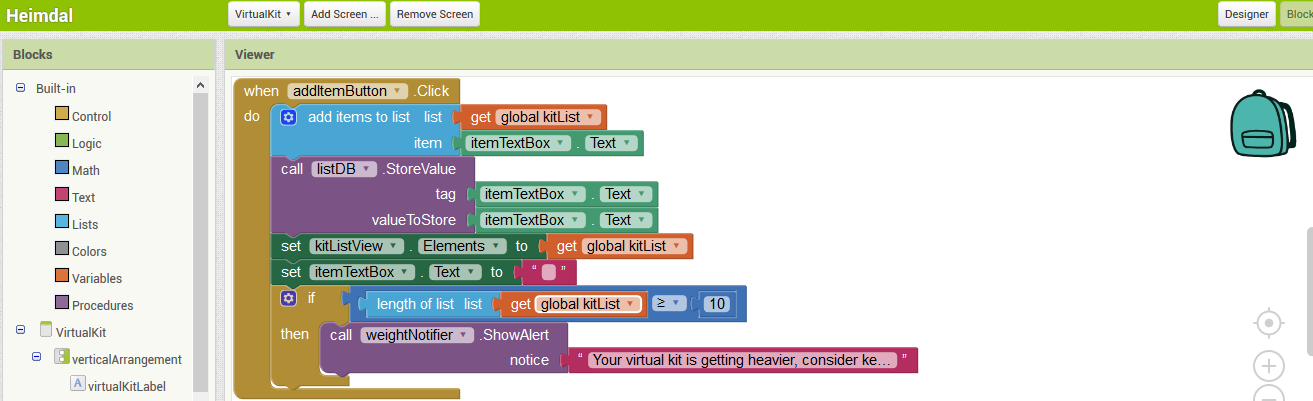 Heimdal VirtualKit Add Screen ... Remove Screen Designer Block
Blocks Viewer
Built-in
Control
Logic
Math
Text
Lists
Colors
Variables
Procedures
VirtualKit
verticalArrangement
A virtualKitLabel
when addItemButton .Click
do add items to list list get global kitList
item itemTextBox . Text
call listDB .StoreValue
tag itemTextBox . Text
valueToStore itemTextBox . Text
set kitListView . Elements to get global kitList
set itemTextBox . Text to “ ”
if length of list list get global kitList ≥ 10
then call weightNotifier .ShowAlert
notice “ Your virtual kit is getting heavier, consider ke... ”